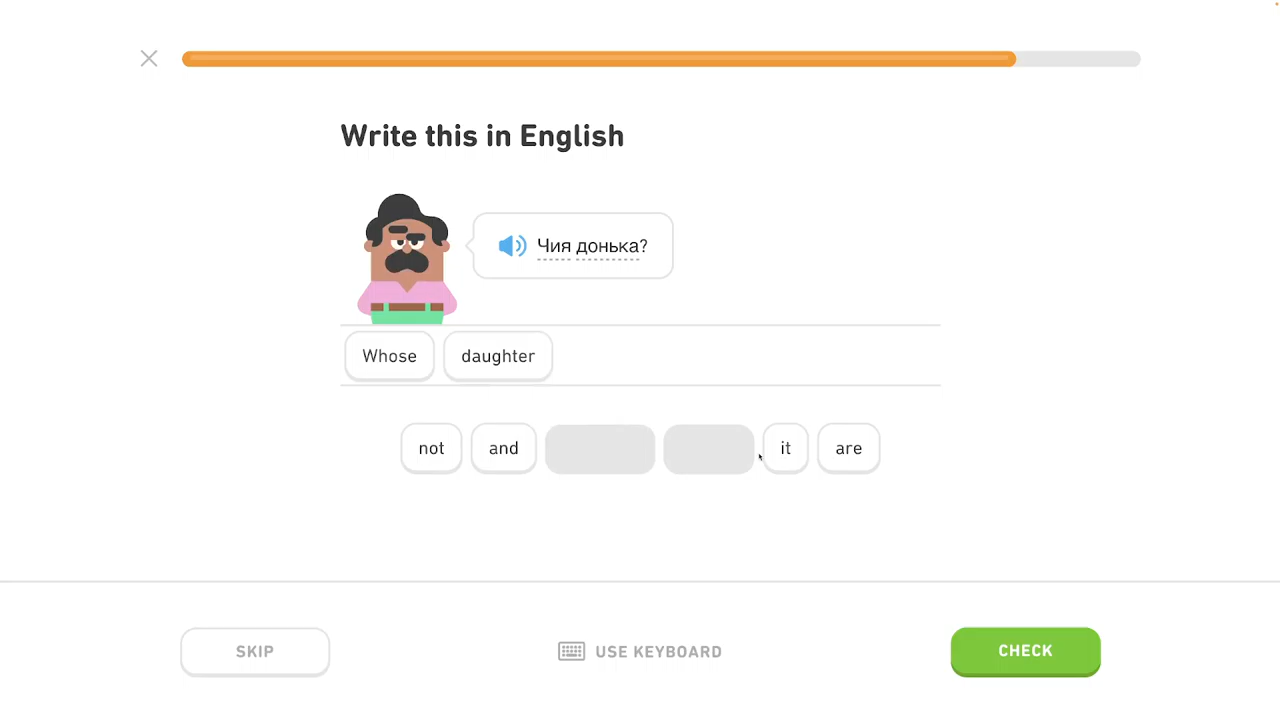 Write this in English
Чия донька?
Whose daughter
not and it are
SKIP USE KEYBOARD CHECK